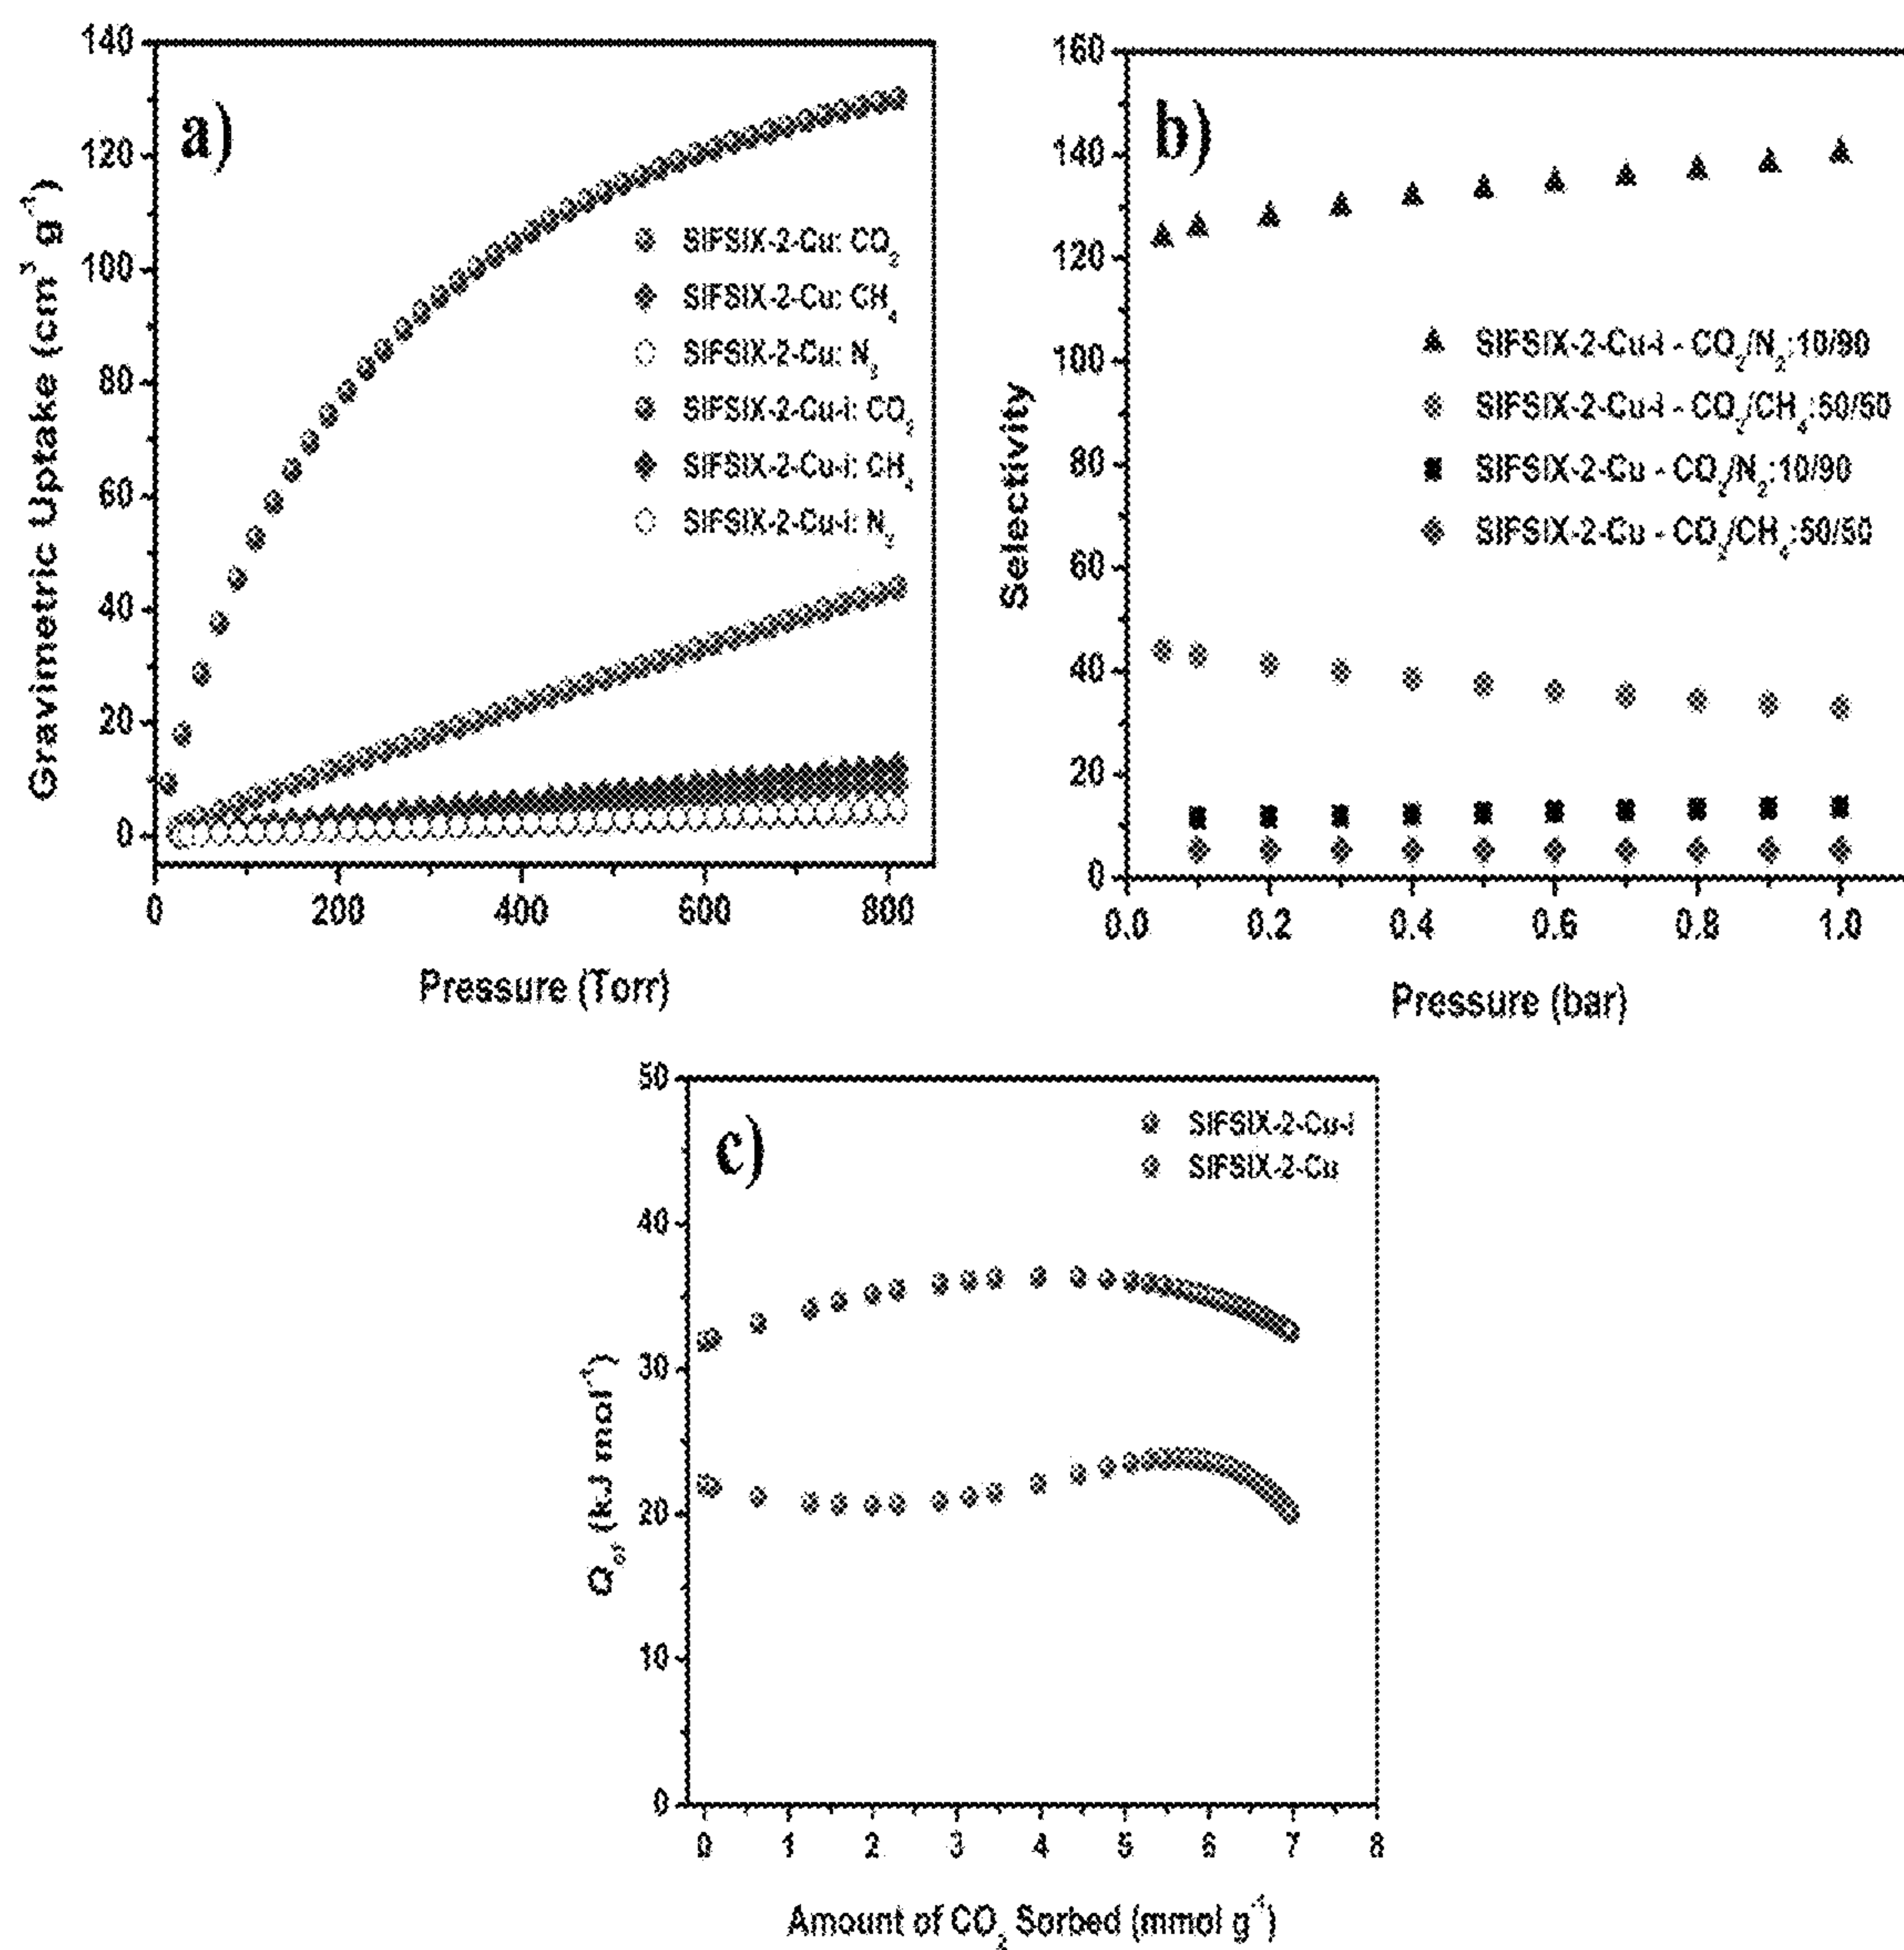 a)
140
120
100
80
60
40
20
0
Gravimetric Uptake (cm³ g⁻¹)
SIFSIX-2-Cu: CO₂
SIFSIX-2-Cu: CH₄
SIFSIX-2-Cu: N₂
SIFSIX-2-Cu-i: CO₂
SIFSIX-2-Cu-i: CH₄
SIFSIX-2-Cu-i: N₂
0 200 400 600 800
Pressure (Torr)
b)
160
140
120
100
80
60
40
20
0
Selectivity
SIFSIX-2-Cu-i - CO₂/N₂:10/90
SIFSIX-2-Cu-i - CO₂/CH₄:50/50
SIFSIX-2-Cu - CO₂/N₂:10/90
SIFSIX-2-Cu - CO₂/CH₄:50/50
0.0 0.2 0.4 0.6 0.8 1.0
Pressure (bar)
c)
50
40
30
20
10
0
(kJ mol⁻¹)
SIFSIX-2-Cu-i
SIFSIX-2-Cu
0 1 2 3 4 5 6 7 8
Amount of CO₂ Sorbed (mmol g⁻¹)